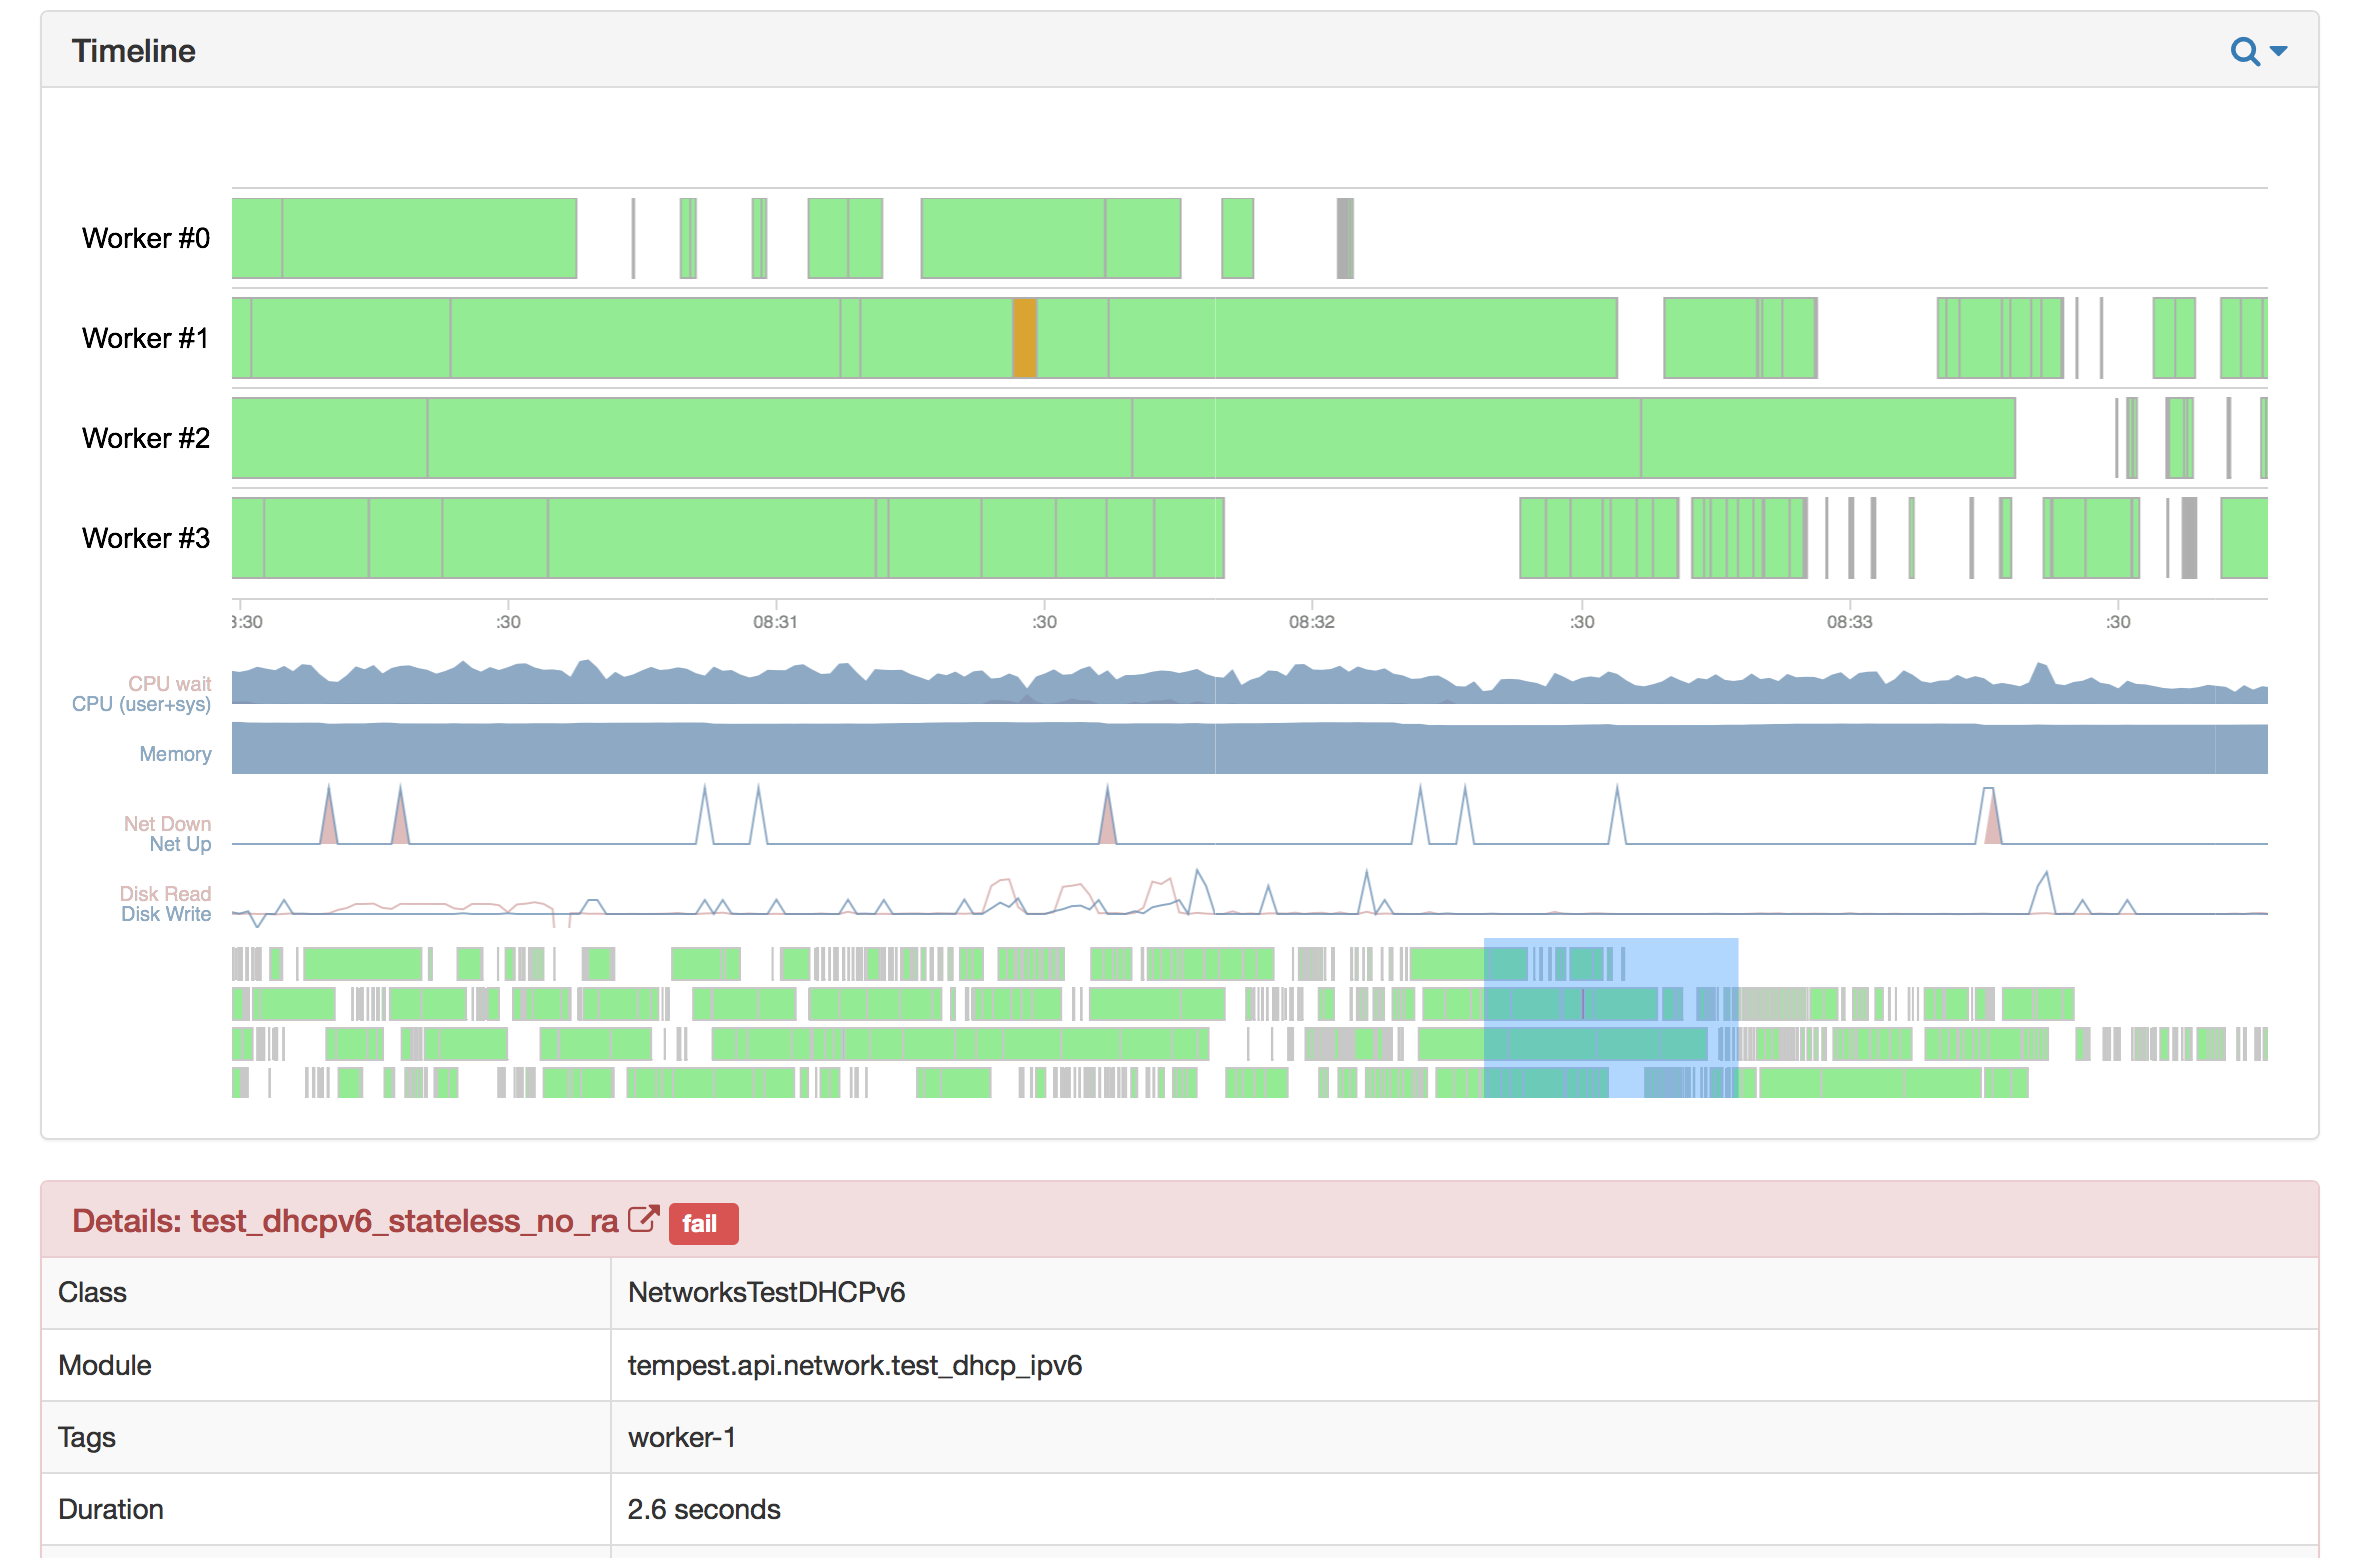 Timeline
Worker #0
Worker #1
Worker #2
Worker #3
:30 :30 08:31 :30 08:32 :30 08:33 :30
CPU wait
CPU (user+sys)
Memory
Net Down
Net Up
Disk Read
Disk Write
Details: test_dhcpv6_stateless_no_ra fail
Class NetworksTestDHCPv6
Module tempest.api.network.test_dhcp_ipv6
Tags worker-1
Duration 2.6 seconds